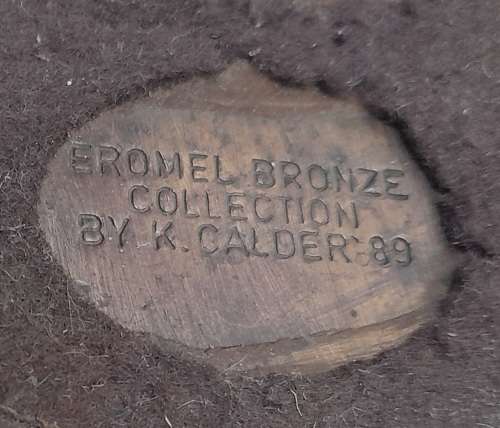 EROMEL BRONZE
COLLECTION
BY K. CALDER 89